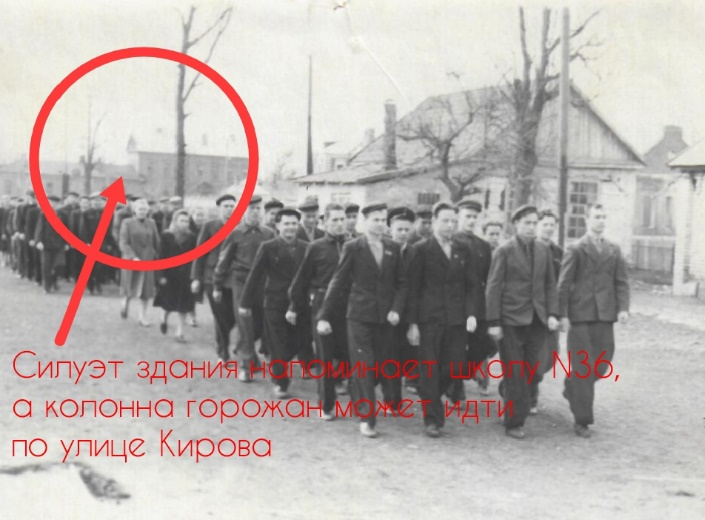 Силуэт здания напоминает школу N36,
а колонна горожан может идти
по улице Кирова